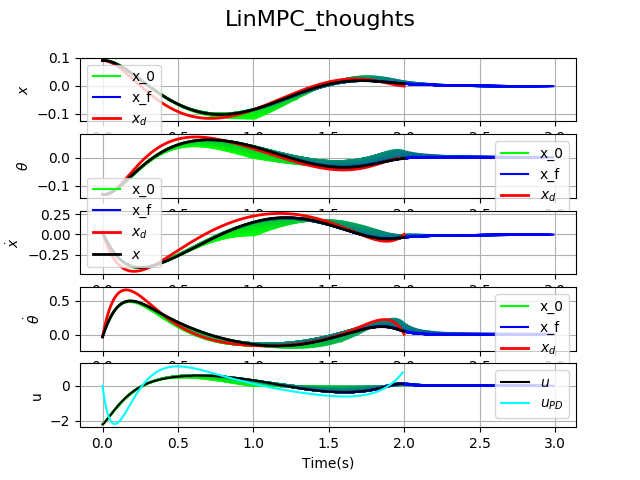 LinMPC_thoughts
0.1
0.0
−0.1
x
x_0
x_f
x_d
0.0
−0.1
θ
x_0
x_f
x_d
0.25
0.00
−0.25
ẋ
x_0
x_f
x_d
x
0.5
0.0
θ̇
x_0
x_f
x_d
0
−2
u
u
u_PD
0.0
0.5
1.0
1.5
2.0
2.5
3.0
Time(s)